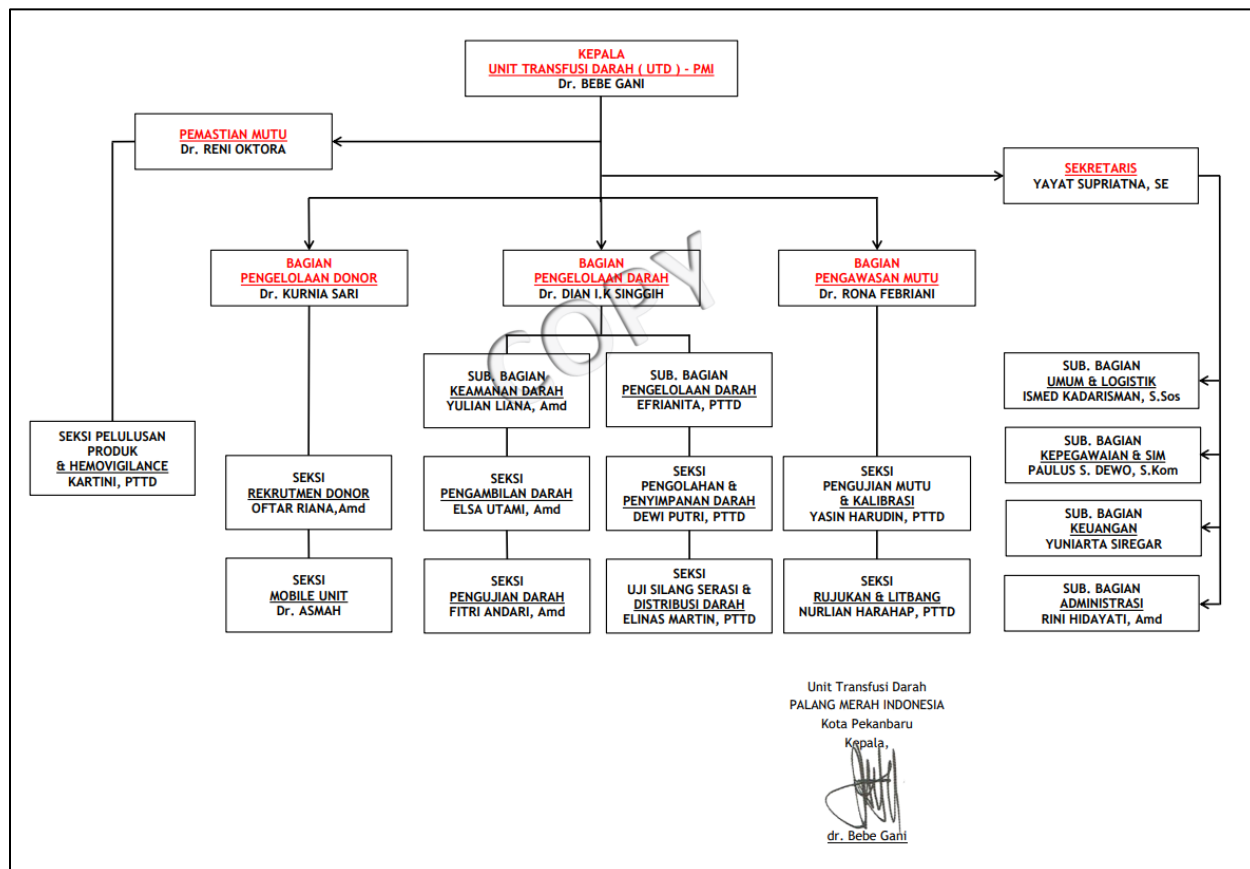 KEPALA
UNIT TRANSFUSI DARAH ( UTD ) - PMI
Dr. BEBE GANI
PEMASTIAN MUTU
Dr. RENI OKTORA
SEKRETARIS
YAYAT SUPRIATNA, SE
BAGIAN
PENGELOLAAN DONOR
Dr. KURNIA SARI
BAGIAN
PENGELOLAAN DARAH
Dr. DIAN I.K SINGGIH
BAGIAN
PENGAWASAN MUTU
Dr. RONA FEBRIANI
COPY
SUB. BAGIAN
KEAMANAN DARAH
YULIAN LIANA, Amd
SUB. BAGIAN
PENGELOLAAN DARAH
EFRIANITA, PTTD
SUB. BAGIAN
UMUM & LOGISTIK
ISMED KADARISMAN, S.Sos
SEKSI PELULUSAN
PRODUK
& HEMOVIGILANCE
KARTINI, PTTD
SEKSI
REKRUTMEN DONOR
OFTAR RIANA,Amd
SEKSI
PENGAMBILAN DARAH
ELSA UTAMI, Amd
SEKSI
PENGOLAHAN &
PENYIMPANAN DARAH
DEWI PUTRI, PTTD
SEKSI
PENGUJIAN MUTU
& KALIBRASI
YASIN HARUDIN, PTTD
SUB. BAGIAN
KEPEGAWAIAN & SIM
PAULUS S. DEWO, S.Kom
SUB. BAGIAN
KEUANGAN
YUNIARTA SIREGAR
SEKSI
MOBILE UNIT
Dr. ASMAH
SEKSI
PENGUJIAN DARAH
FITRI ANDARI, Amd
SEKSI
UJI SILANG SERASI &
DISTRIBUSI DARAH
ELINAS MARTIN, PTTD
SEKSI
RUJUKAN & LITBANG
NURLIAN HARAHAP, PTTD
SUB. BAGIAN
ADMINISTRASI
RINI HIDAYATI, Amd
Unit Transfusi Darah
PALANG MERAH INDONESIA
Kota Pekanbaru
Kepala,
dr. Bebe Gani